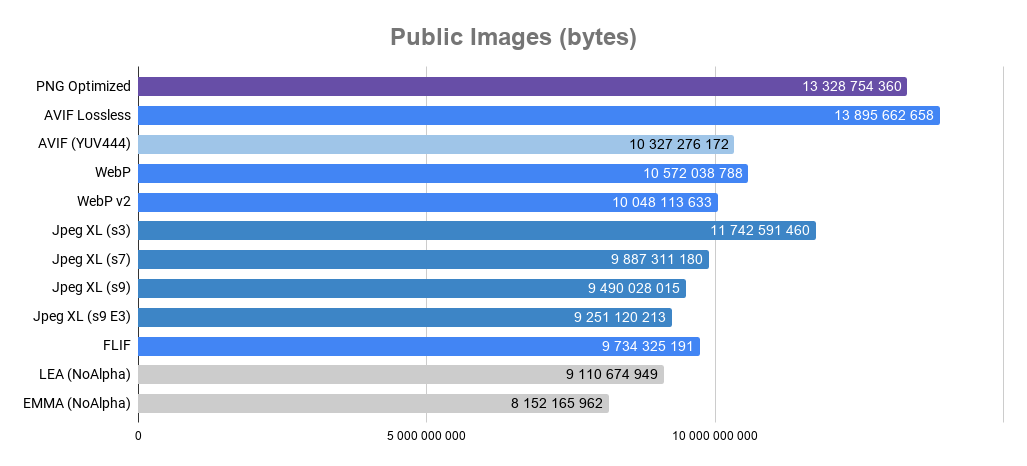 Public Images (bytes)
PNG Optimized 13 328 754 360
AVIF Lossless 13 895 662 658
AVIF (YUV444) 10 327 276 172
WebP 10 572 038 788
WebP v2 10 048 113 633
Jpeg XL (s3) 11 742 591 460
Jpeg XL (s7) 9 887 311 180
Jpeg XL (s9) 9 490 028 015
Jpeg XL (s9 E3) 9 251 120 213
FLIF 9 734 325 191
LEA (NoAlpha) 9 110 674 949
EMMA (NoAlpha) 8 152 165 962
0 5 000 000 000 10 000 000 000